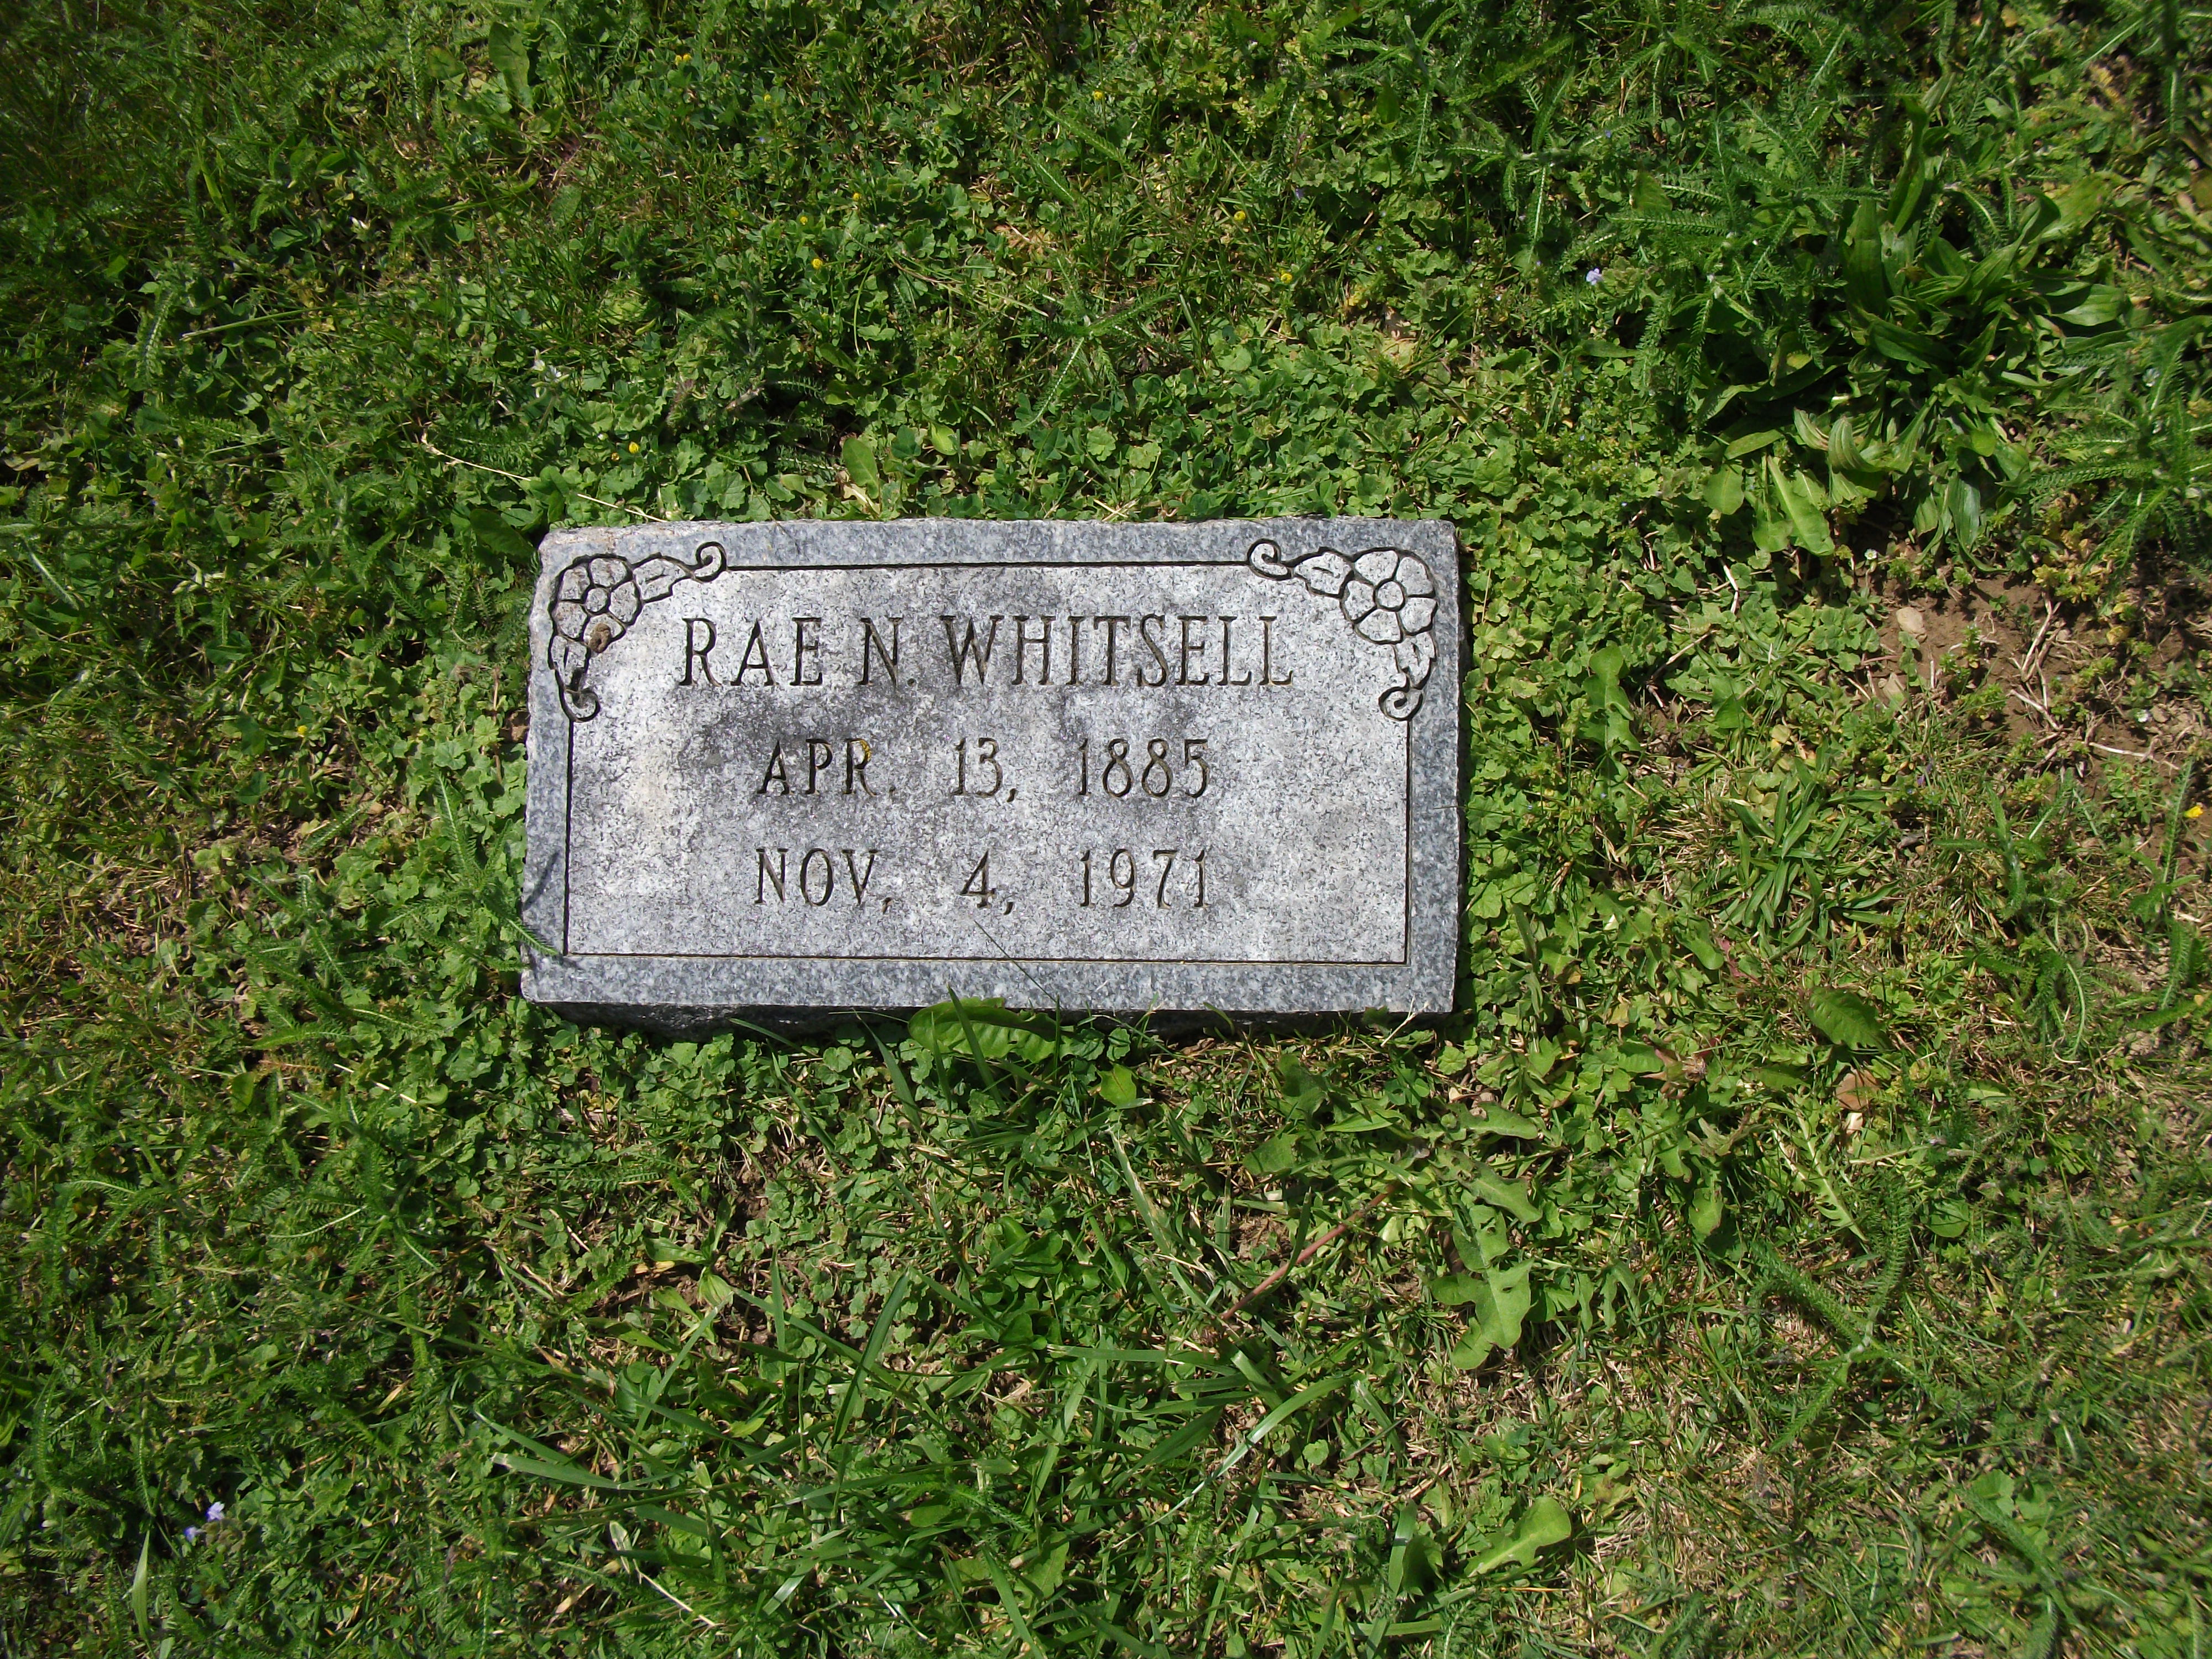 RAE N. WHITSELL
APR. 13, 1885
NOV. 4, 1971